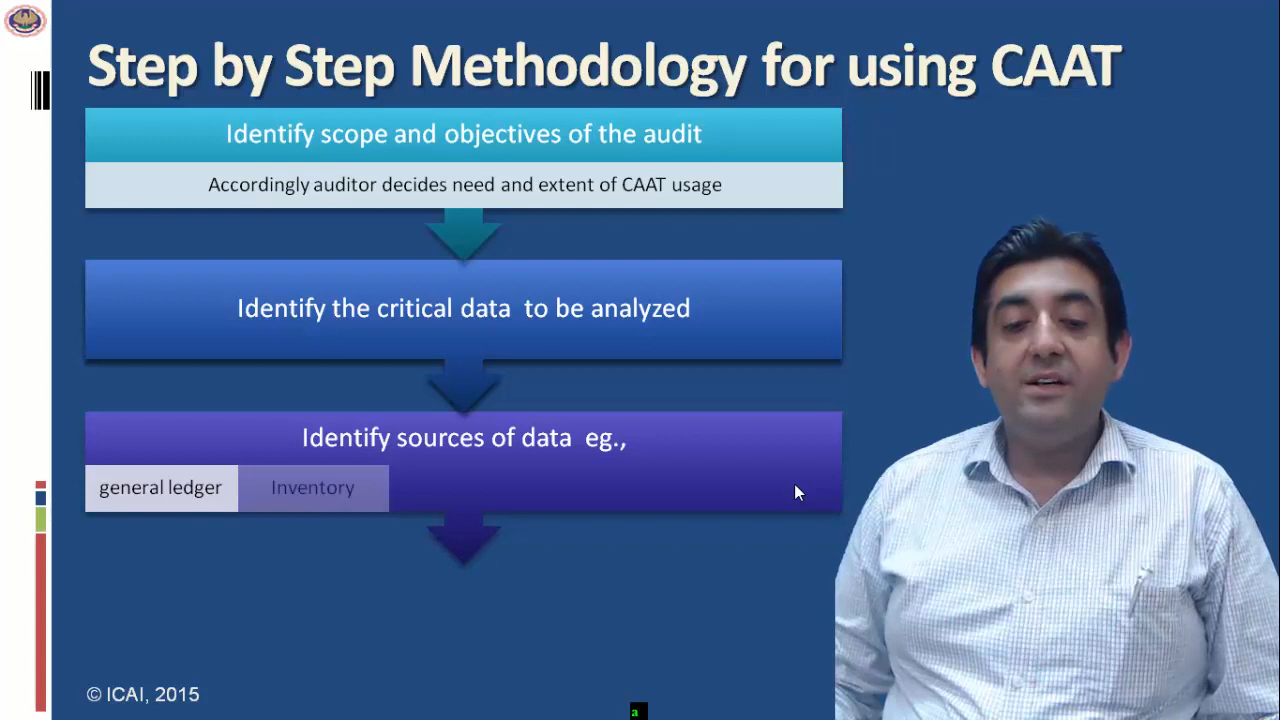 Step by Step Methodology for using CAAT
Identify scope and objectives of the audit
Accordingly auditor decides need and extent of CAAT usage
Identify the critical data to be analyzed
Identify sources of data eg.,
general ledger
Inventory
© ICAI, 2015
a